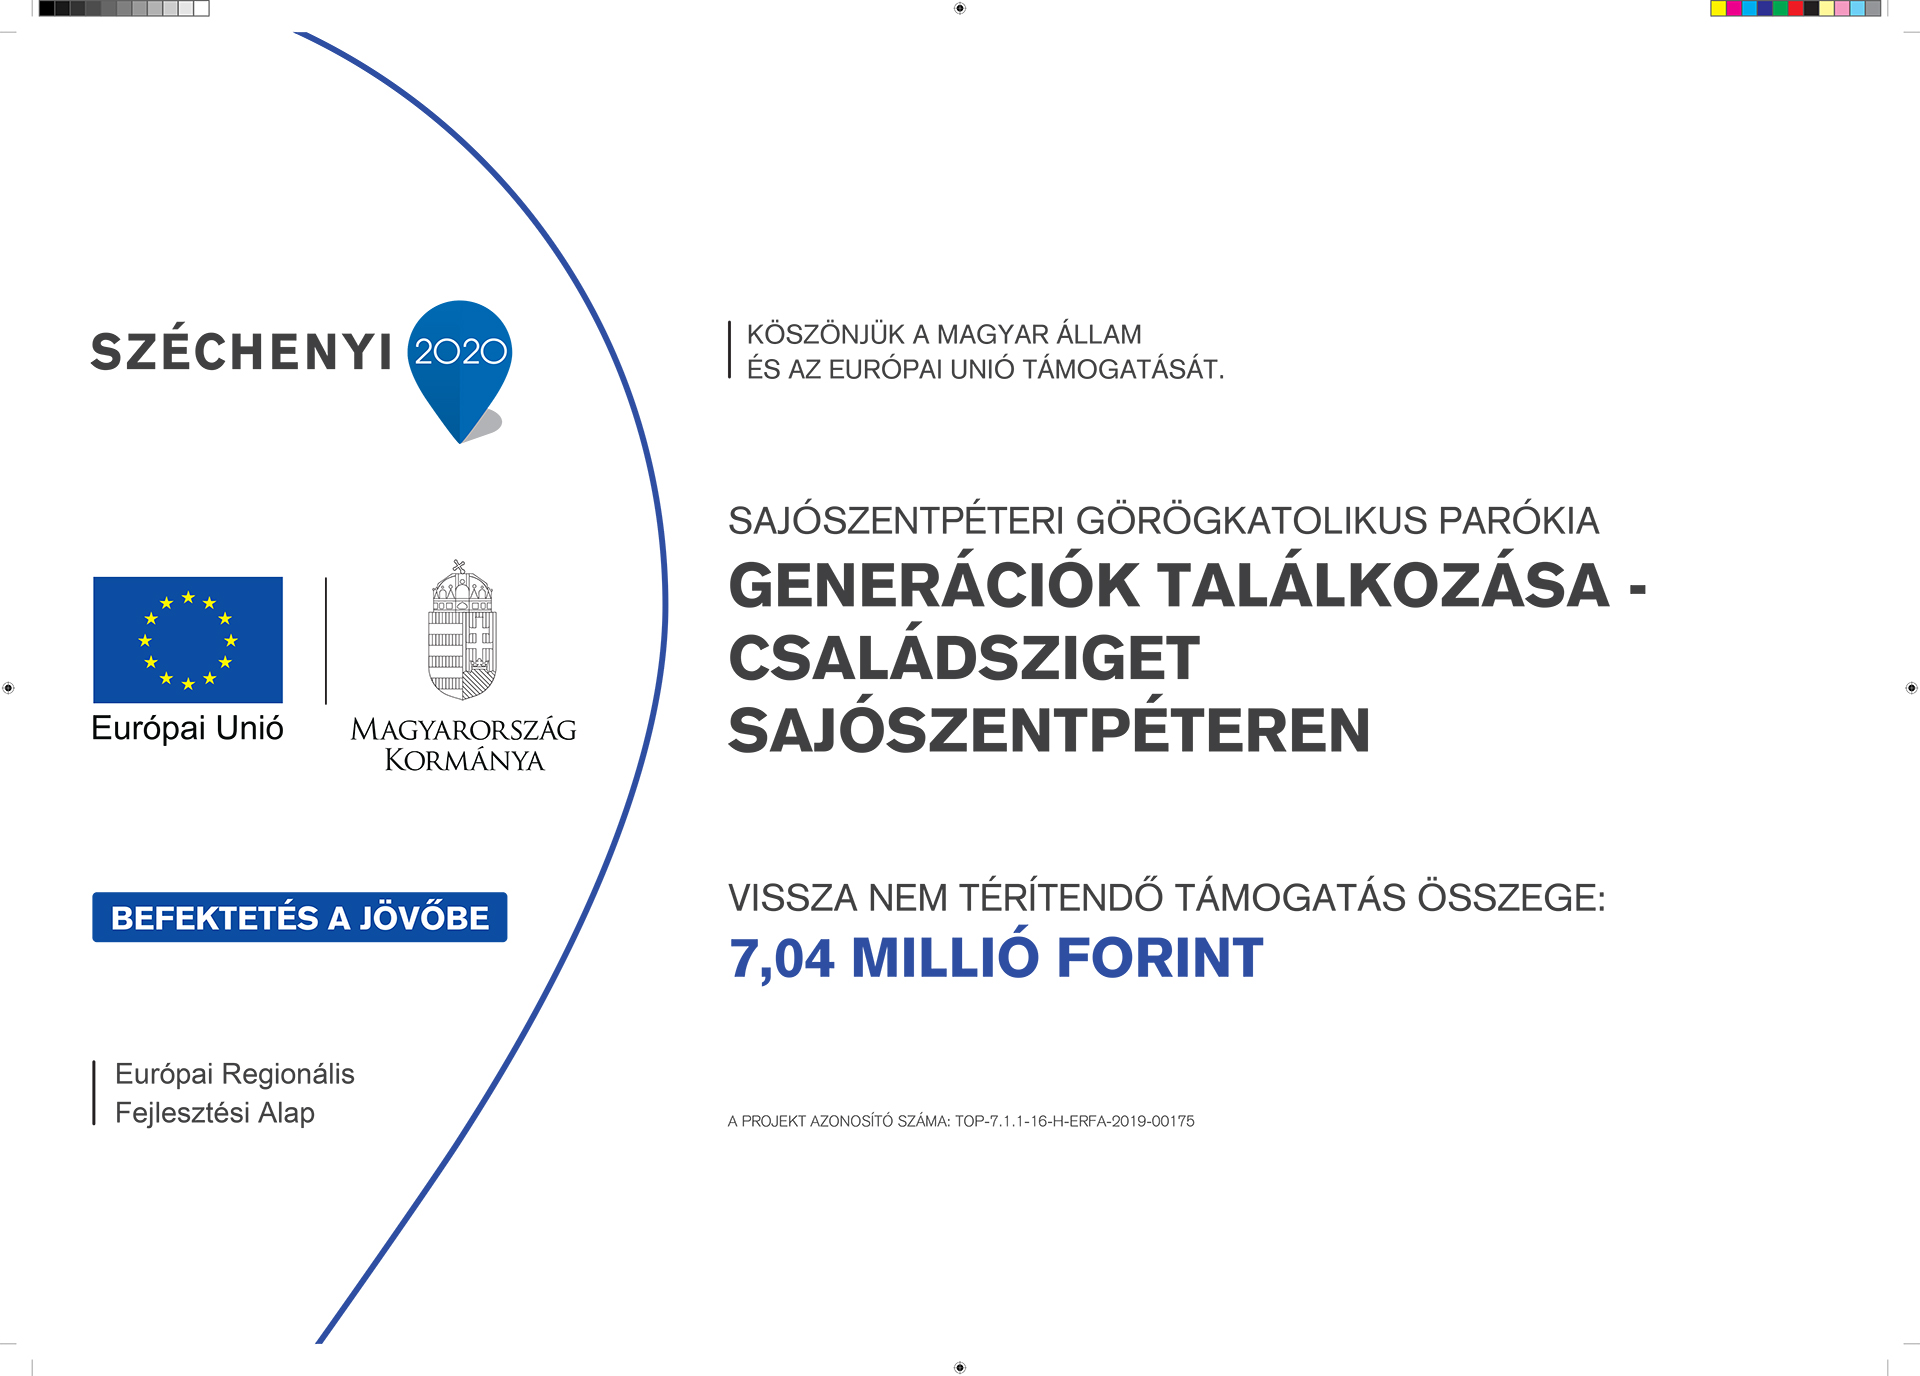 SZÉCHENYI 2020
Európai Unió
MAGYARORSZÁG
KORMÁNYA
BEFEKTETÉS A JÖVŐBE
Európai Regionális
Fejlesztési Alap
KÖSZÖNJÜK A MAGYAR ÁLLAM
ÉS AZ EURÓPAI UNIÓ TÁMOGATÁSÁT.
SAJÓSZENTPÉTERI GÖRÖGKATOLIKUS PARÓKIA
GENERÁCIÓK TALÁLKOZÁSA -
CSALÁDSZIGET
SAJÓSZENTPÉTEREN
VISSZA NEM TÉRÍTENDŐ TÁMOGATÁS ÖSSZEGE:
7,04 MILLIÓ FORINT
A PROJEKT AZONOSÍTÓ SZÁMA: TOP-7.1.1-16-H-ERFA-2019-00175